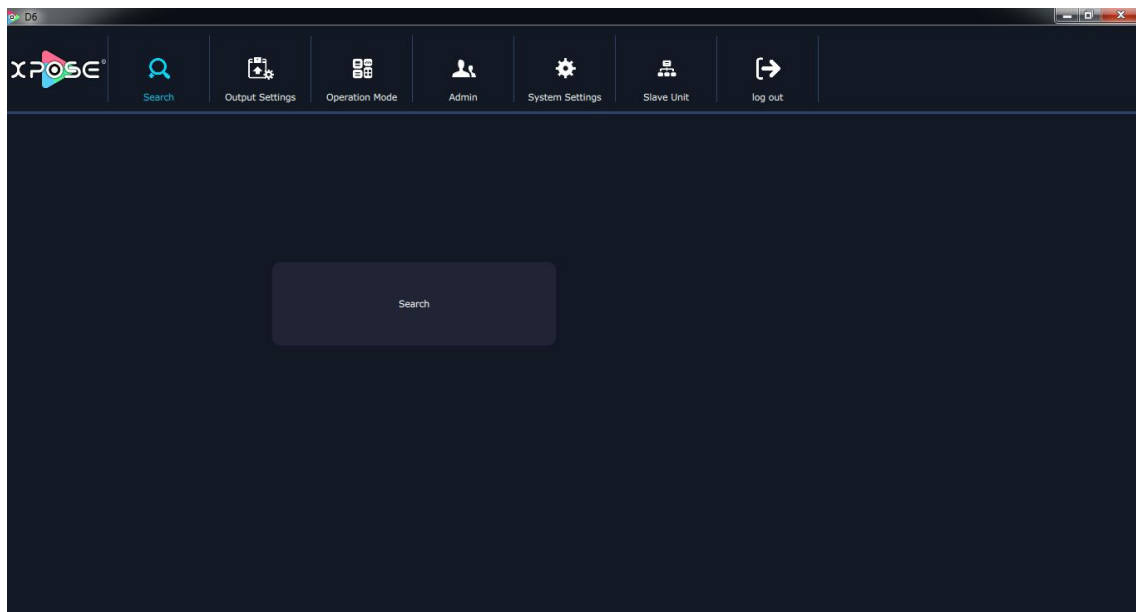 D6
XPOSE®
Search
Output Settings
Operation Mode
Admin
System Settings
Slave Unit
log out
Search